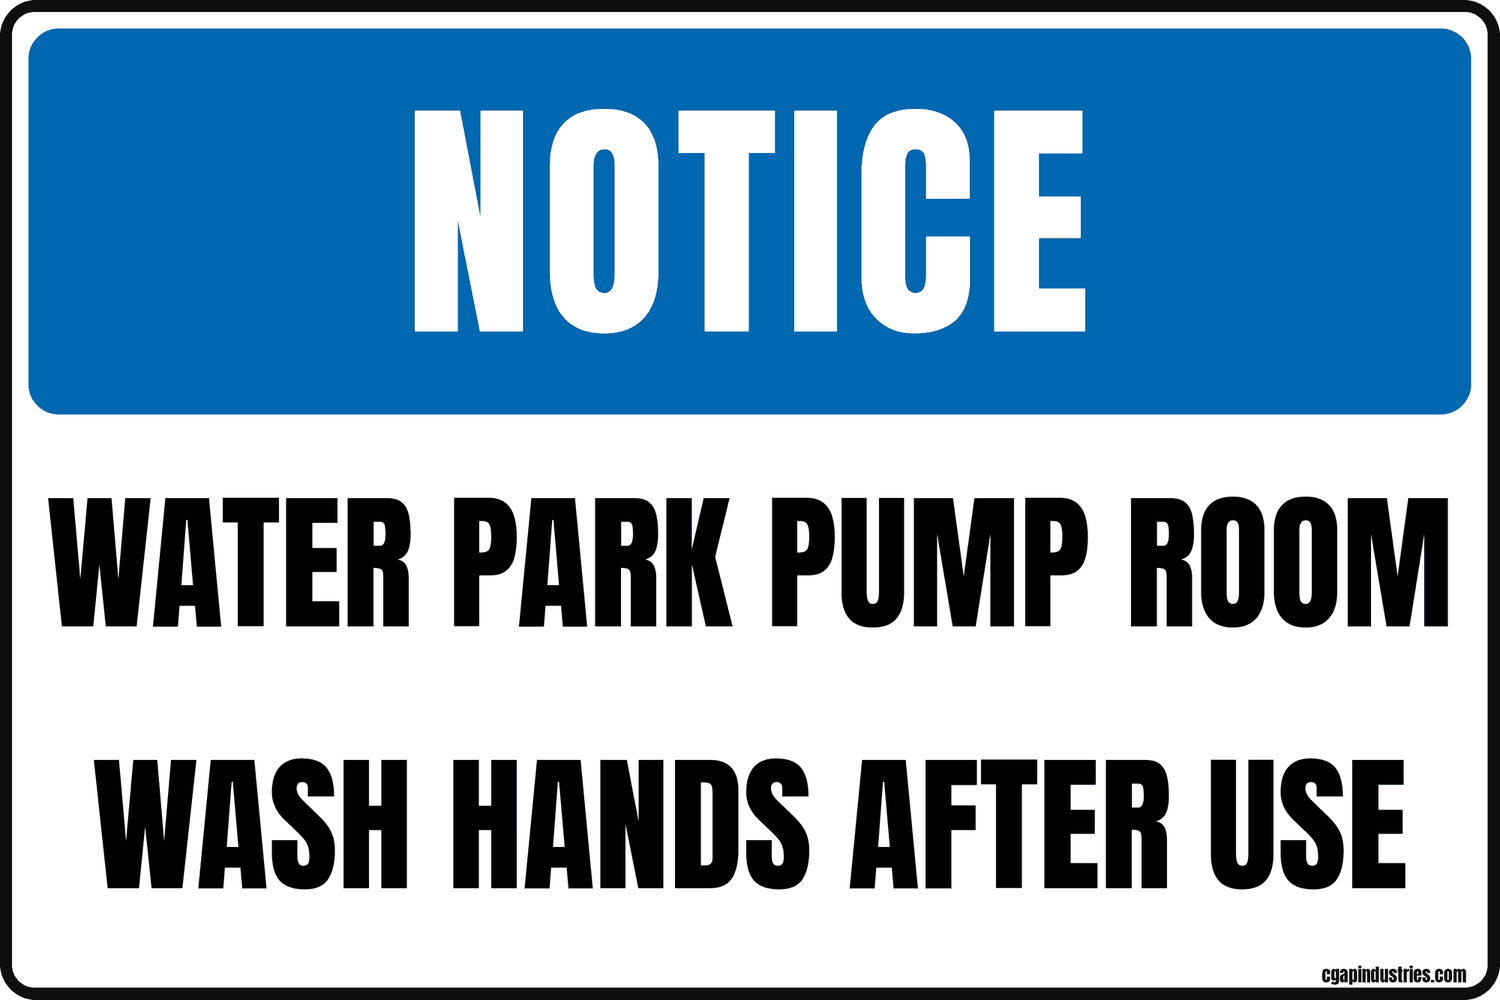 NOTICE
WATER PARK PUMP ROOM
WASH HANDS AFTER USE
cgapindustries.com